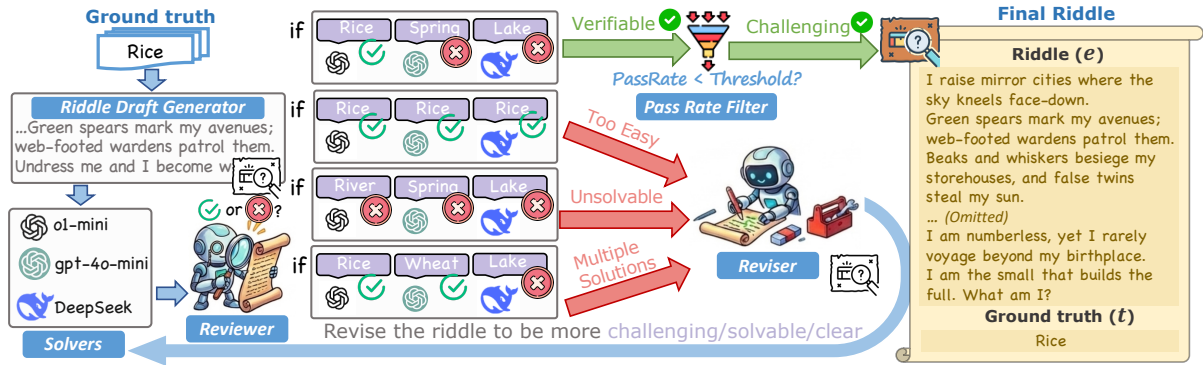 Ground truth
Rice
Riddle Draft Generator
...Green spears mark my avenues;
web-footed wardens patrol them.
Undress me and I become w
Solvers
o1-mini
gpt-4o-mini
DeepSeek
or ?
Reviewer
if
Rice Spring Lake
if
Rice Rice Rice
if
River Spring Lake
if
Rice Wheat Lake
Verifiable
Challenging
PassRate < Threshold?
Pass Rate Filter
Too Easy
Unsolvable
Multiple
Solutions
Reviser
Revise the riddle to be more challenging/solvable/clear
Final Riddle
Riddle (e)
I raise mirror cities where the
sky kneels face-down.
Green spears mark my avenues;
web-footed wardens patrol them.
Beaks and whiskers besiege my
storehouses, and false twins
steal my sun.
... (Omitted)
I am numberless, yet I rarely
voyage beyond my birthplace.
I am the small that builds the
full. What am I?
Ground truth (t)
Rice